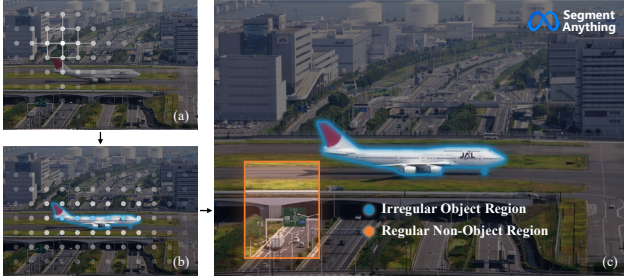 (a)
(b)
Segment
Anything
JAL
Irregular Object Region
Regular Non-Object Region
(c)